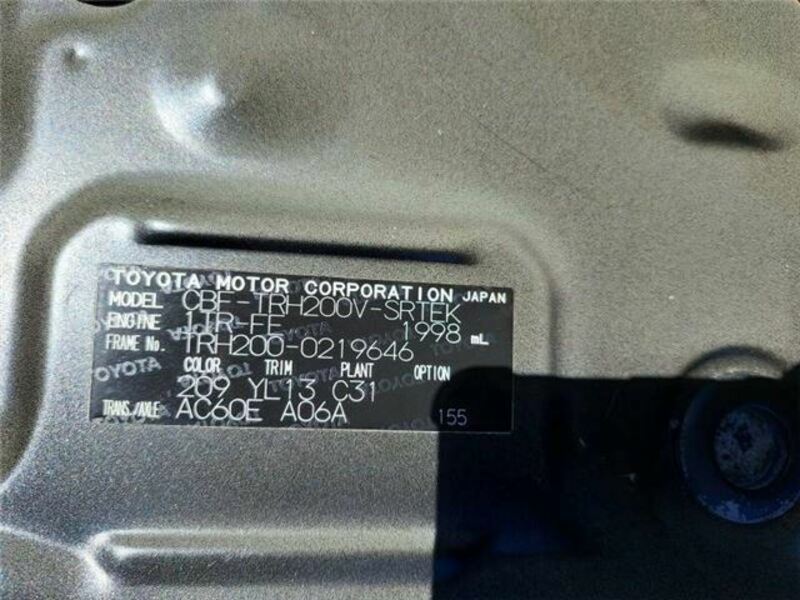 TOYOTA MOTOR CORPORATION JAPAN
MODEL CBF-TRH200V-SRTEK
ENGINE 1TR-FE 1998 mL
FRAME No. TRH200-0219646
COLOR TRIM PLANT OPTION
209 YL13 C31
TRANS./AXLE AC60E A06A 155